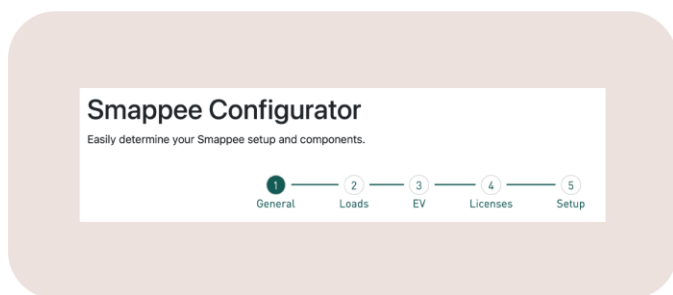 Smappee Configurator
Easily determine your Smappee setup and components.
1 2 3 4 5
General Loads EV Licenses Setup